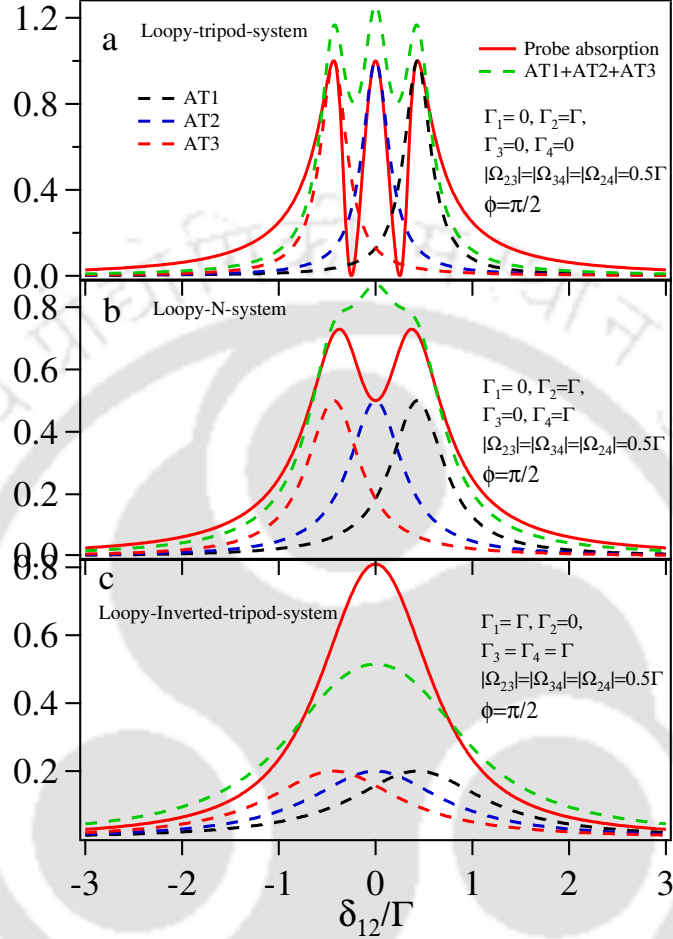 a Loopy-tripod-system
Probe absorption
AT1+AT2+AT3
AT1
AT2
AT3
Γ₁= 0, Γ₂=Γ,
Γ₃=0, Γ₄=0
|Ω₂₃|=|Ω₃₄|=|Ω₂₄|=0.5Γ
ϕ=π/2
1.2
0.8
0.4
0.0
b Loopy-N-system
Γ₁= 0, Γ₂=Γ,
Γ₃=0, Γ₄=Γ
|Ω₂₃|=|Ω₃₄|=|Ω₂₄|=0.5Γ
ϕ=π/2
0.8
0.6
0.4
0.2
0.0
c
Loopy-Inverted-tripod-system
Γ₁= Γ, Γ₂=0,
Γ₃ = Γ₄ = Γ
|Ω₂₃|=|Ω₃₄|=|Ω₂₄|=0.5Γ
ϕ=π/2
0.8
0.6
0.4
0.2
-3 -2 -1 0 1 2 3
δ₁₂/Γ